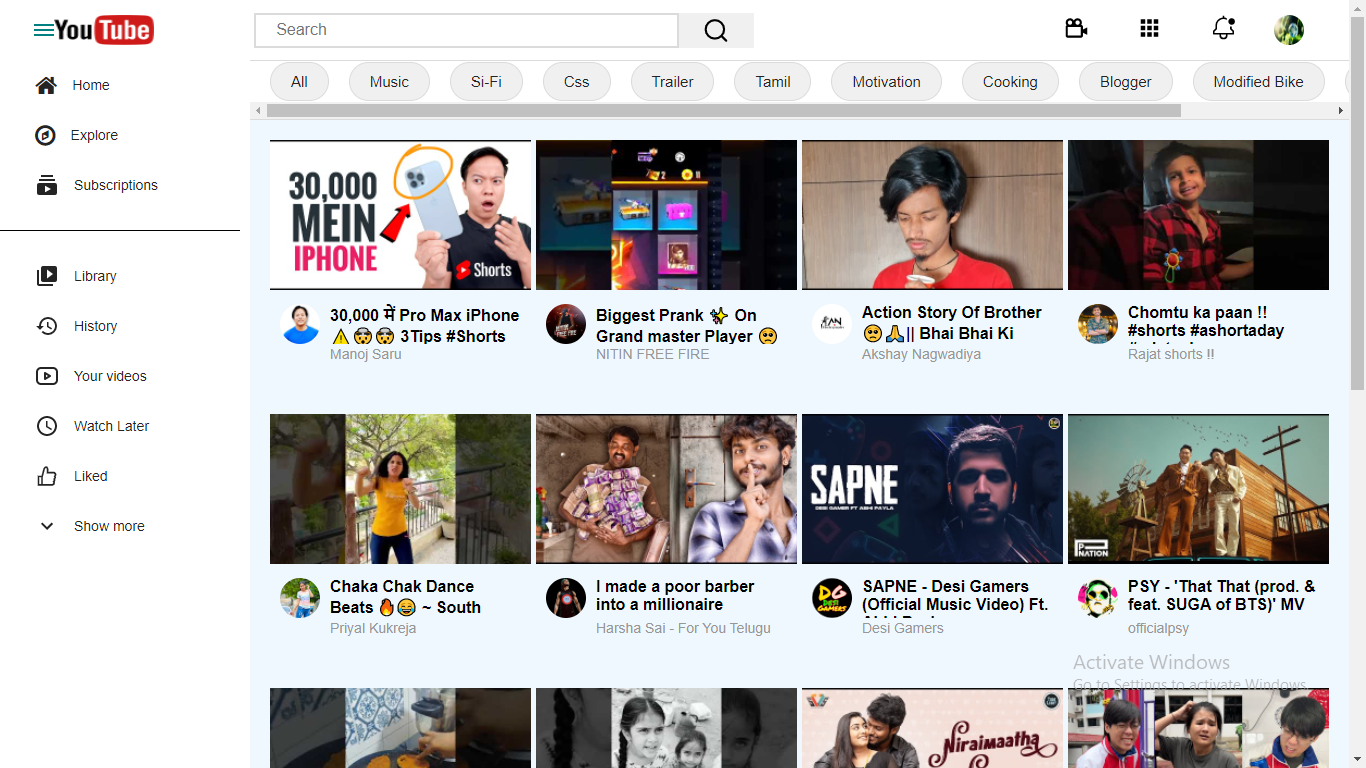 YouTube
Search
Home
Explore
Subscriptions
Library
History
Your videos
Watch Later
Liked
Show more
All
Music
Si-Fi
Css
Trailer
Tamil
Motivation
Cooking
Blogger
Modified Bike
30,000
MEIN
IPHONE
Shorts
30,000 में Pro Max iPhone
⚠️🤯🤯 3Tips #Shorts
Manoj Saru
Biggest Prank ✨ On
Grand master Player 🥺
NITIN FREE FIRE
Action Story Of Brother
🥺🙏|| Bhai Bhai Ki
Akshay Nagwadiya
Chomtu ka paan !!
#shorts #ashortaday
Rajat shorts !!
Chaka Chak Dance
Beats 🔥😄 ~ South
Priyal Kukreja
I made a poor barber
into a millionaire
Harsha Sai - For You Telugu
SAPNE
DESI GAMER FT ABHI PAYLA
DG
DESI
GAMERS
SAPNE - Desi Gamers
(Official Music Video) Ft.
Desi Gamers
P NATION
PSY - 'That That (prod. &
feat. SUGA of BTS)' MV
officialpsy
Activate Windows
Go to Settings to activate Windows.
Niraimaatha